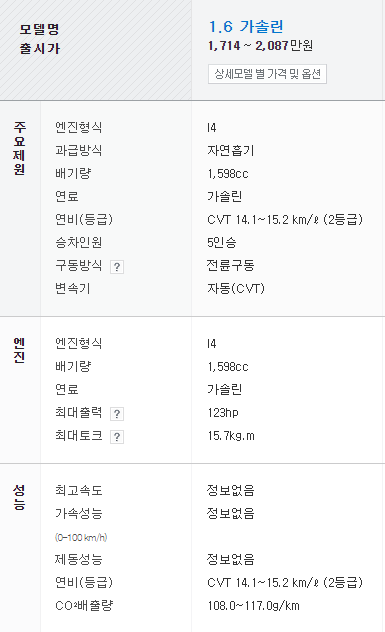 모델명 1.6 가솔린
출시가 1,714 ~ 2,087만원
상세모델 별 가격 및 옵션
주요제원
엔진형식 I4
과급방식 자연흡기
배기량 1,598cc
연료 가솔린
연비(등급) CVT 14.1~15.2 km/ℓ (2등급)
승차인원 5인승
구동방식 ? 전륜구동
변속기 자동(CVT)
엔진
엔진형식 I4
배기량 1,598cc
연료 가솔린
최대출력 ? 123hp
최대토크 ? 15.7kg.m
성능
최고속도 정보없음
가속성능 정보없음
(0-100 km/h)
제동성능 정보없음
연비(등급) CVT 14.1~15.2 km/ℓ (2등급)
CO²배출량 108.0~117.0g/km